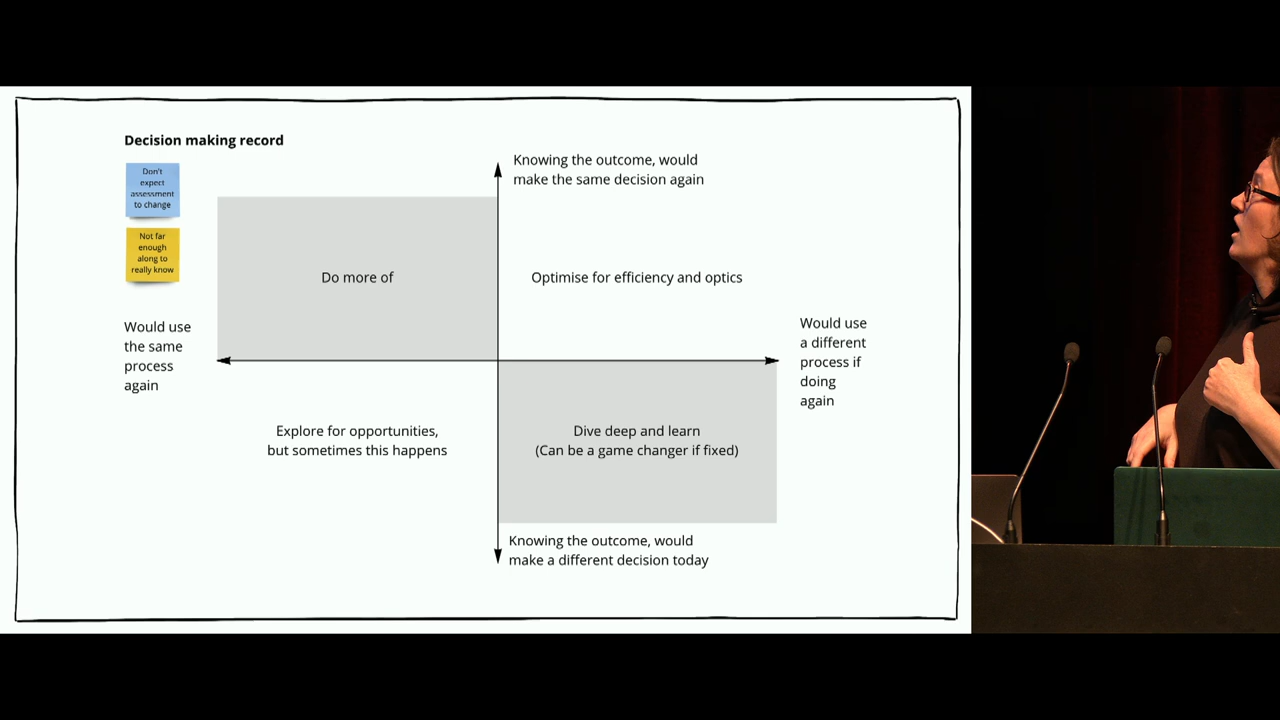 Decision making record
Don't
expect
assessment
to change
Not far
enough
along to
really know
Knowing the outcome, would
make the same decision again
Do more of
Optimise for efficiency and optics
Would use
the same
process
again
Would use
a different
process if
doing
again
Explore for opportunities,
but sometimes this happens
Dive deep and learn
(Can be a game changer if fixed)
Knowing the outcome, would
make a different decision today